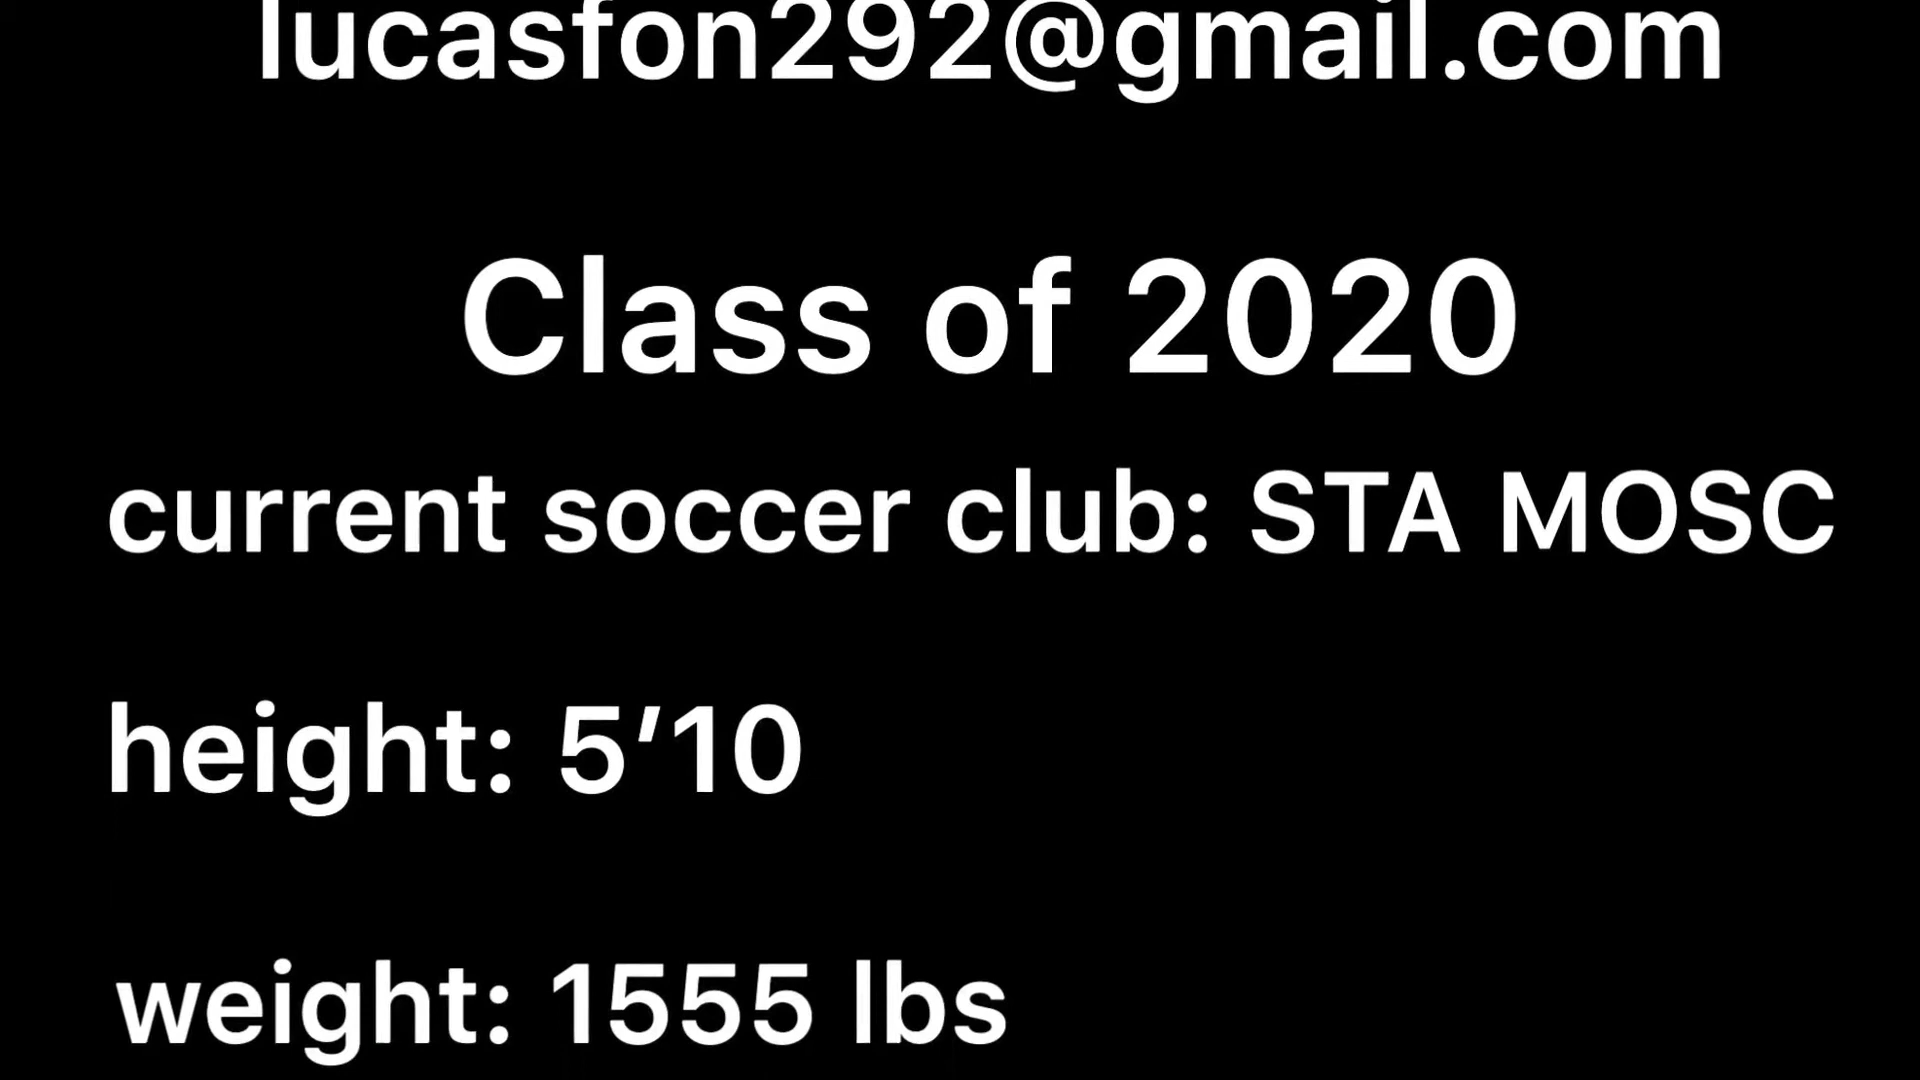 lucasfon292@gmail.com
Class of 2020
current soccer club: STA MOSC
height: 5’10
weight: 1555 lbs